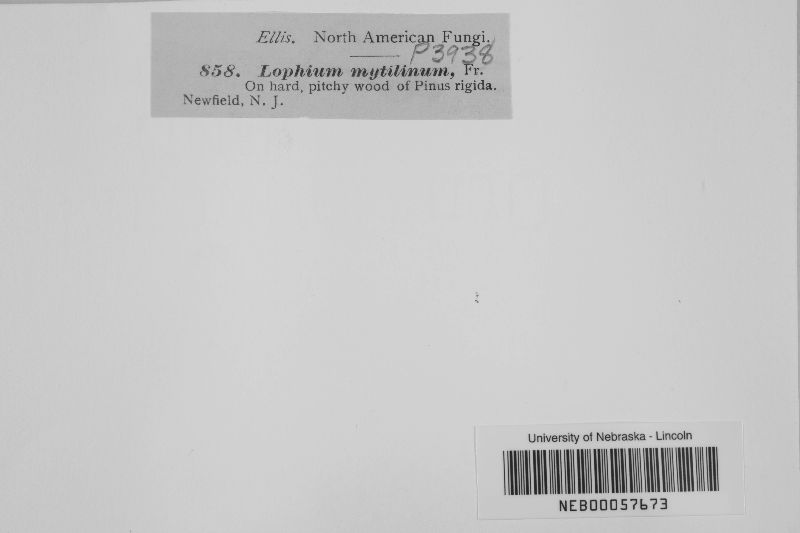 Ellis. North American Fungi.
P3938
858. Lophium mytilinum, Fr.
On hard, pitchy wood of Pinus rigida.
Newfield, N. J.
University of Nebraska - Lincoln
NEB00057673